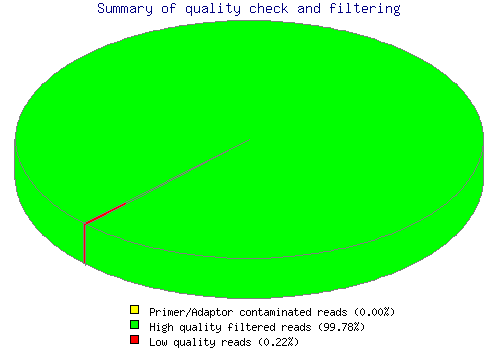 Summary of quality check and filtering
Primer/Adaptor contaminated reads (0.00%)
High quality filtered reads (99.78%)
Low quality reads (0.22%)